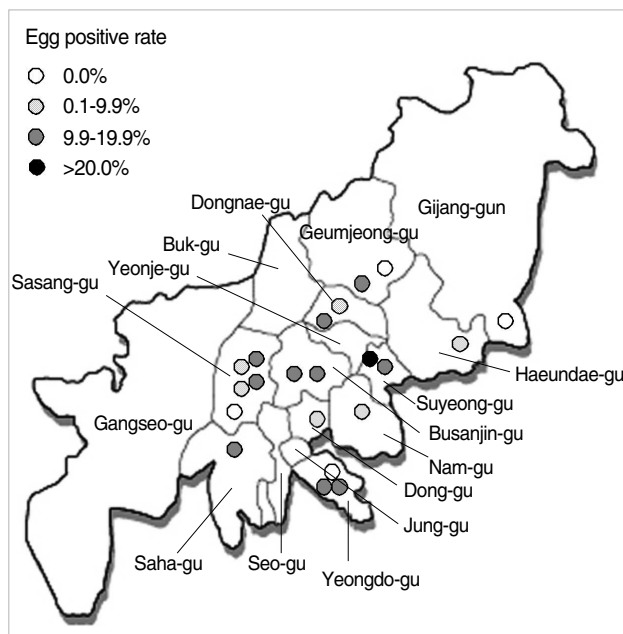 Egg positive rate
0.0%
0.1-9.9%
9.9-19.9%
>20.0%
Dongnae-gu
Gijang-gun
Geumjeong-gu
Buk-gu
Yeonje-gu
Sasang-gu
Haeundae-gu
Suyeong-gu
Gangseo-gu
Busanjin-gu
Nam-gu
Dong-gu
Jung-gu
Saha-gu
Seo-gu
Yeongdo-gu